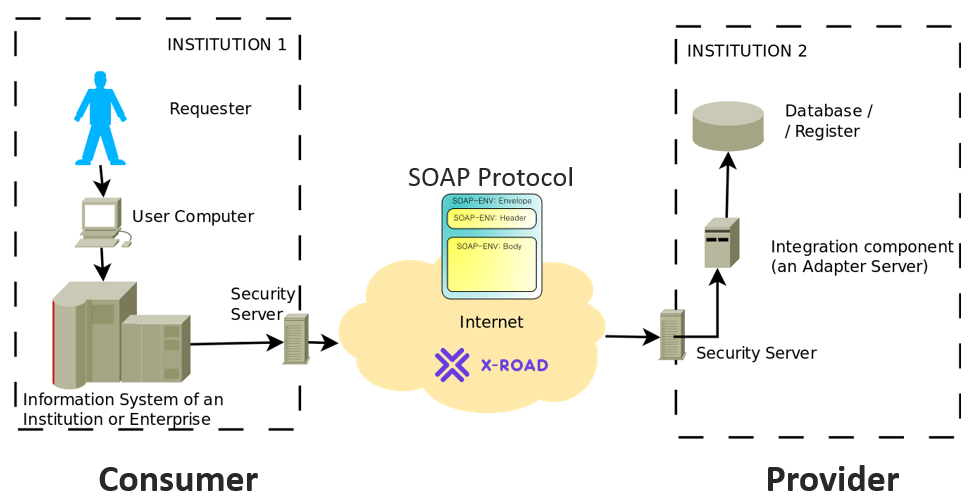 INSTITUTION 1
Requester
User Computer
Security
Server
Information System of an
Institution or Enterprise
Consumer
SOAP Protocol
SOAP-ENV: Envelope
SOAP-ENV: Header
SOAP-ENV: Body
Internet
X-ROAD
INSTITUTION 2
Database /
/ Register
Integration component
(an Adapter Server)
Security Server
Provider